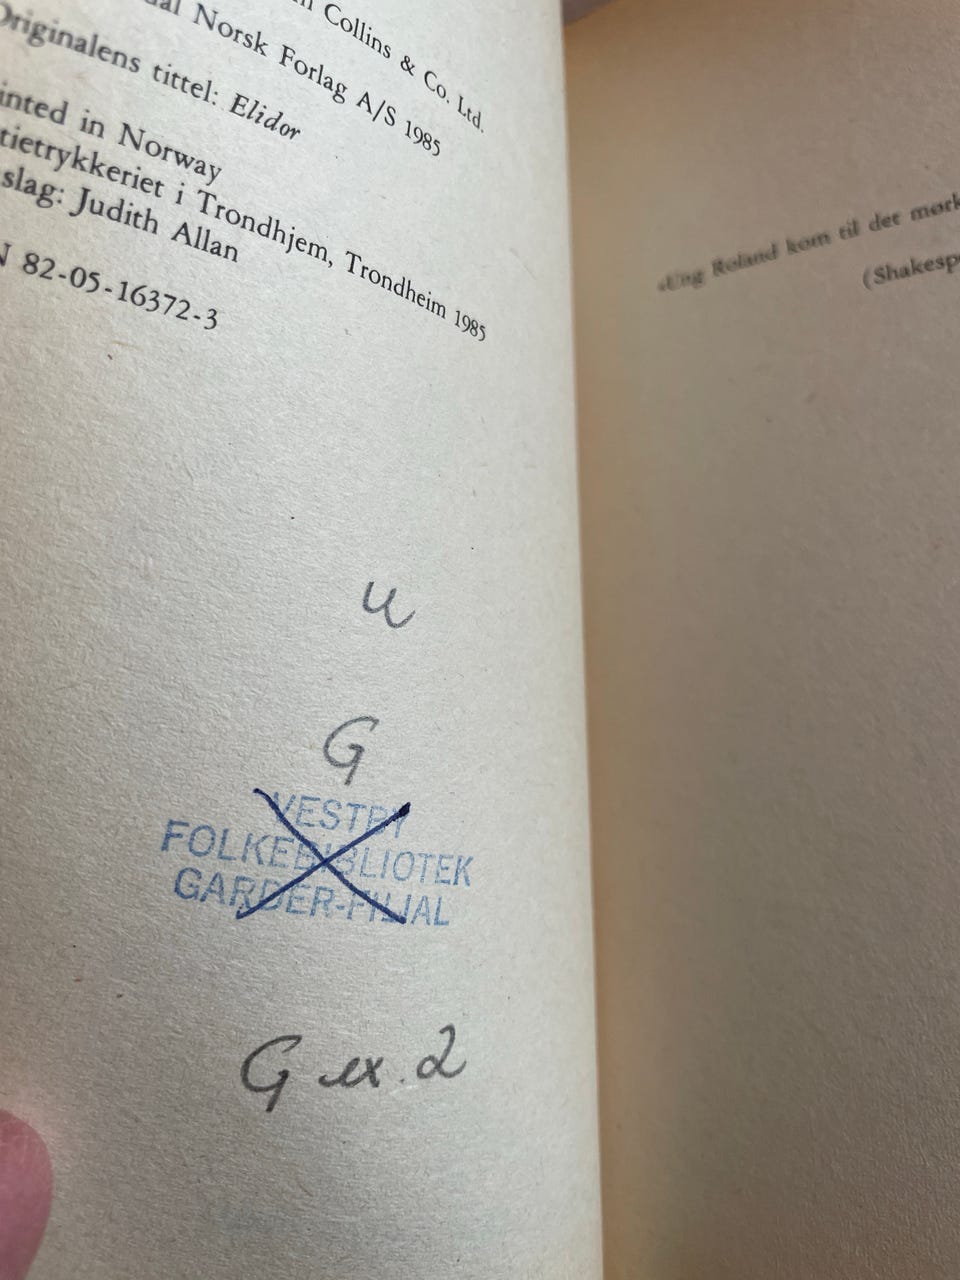 Collins & Co. Ltd.
Norsk Forlag A/S 1985
Originalens tittel: Elidor
inted in Norway
tietrykkeriet i Trondhjem, Trondheim 1985
slag: Judith Allan
82-05-16372-3
u
G
VESTBY
FOLKEBIBLIOTEK
GARDER-FILIAL
G ex. 2
«Ung Roland kom til det mørk
(Shakesp